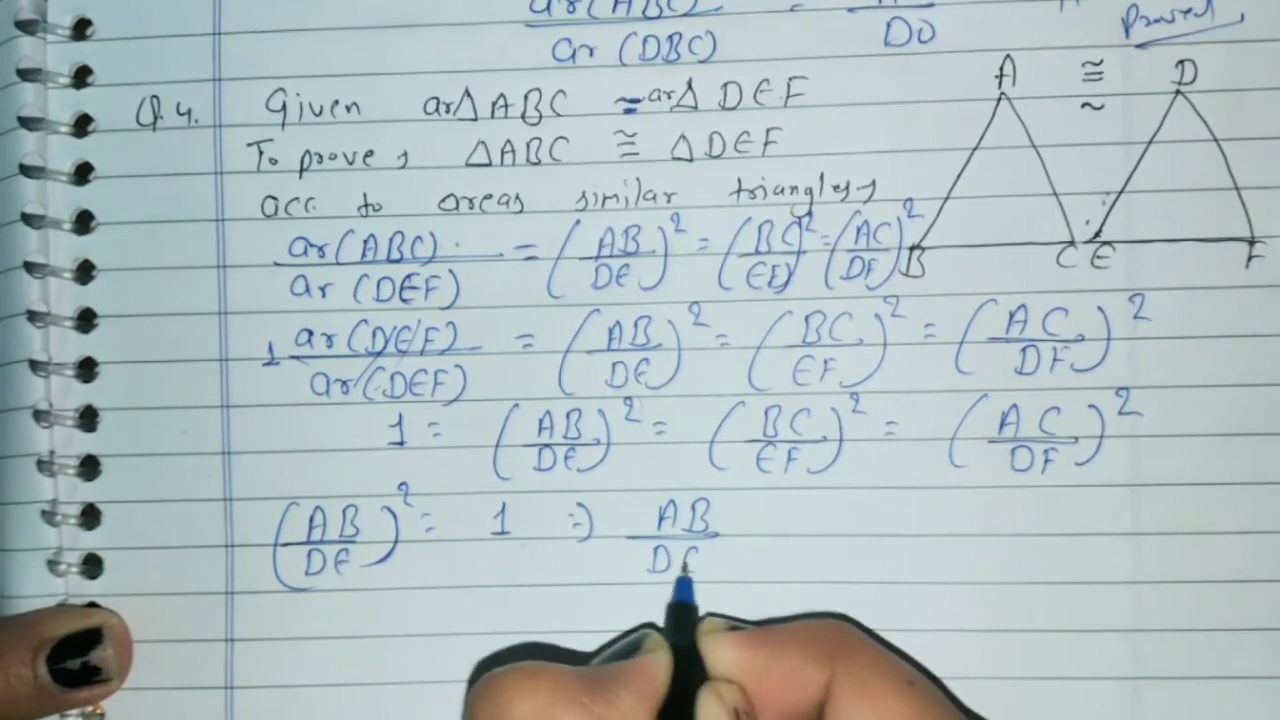 ar(ABC)
ar (DBC) DO Proved,
Q.4. Given ar∆ ABC = ar∆ DEF
To prove, ∆ABC ≅ ∆DEF
acc. to areas similar triangles,
ar(ABC) / ar (DEF) = (AB/DE)² = (BC/EF)² = (AC/DF)²
1 ar(DEF) / ar(DEF) = (AB/DE)² = (BC/EF)² = (AC/DF)²
1 = (AB/DE)² = (BC/EF)² = (AC/DF)²
(AB/DE)² = 1 => AB/DE
A ≅ ~ D
B C E F